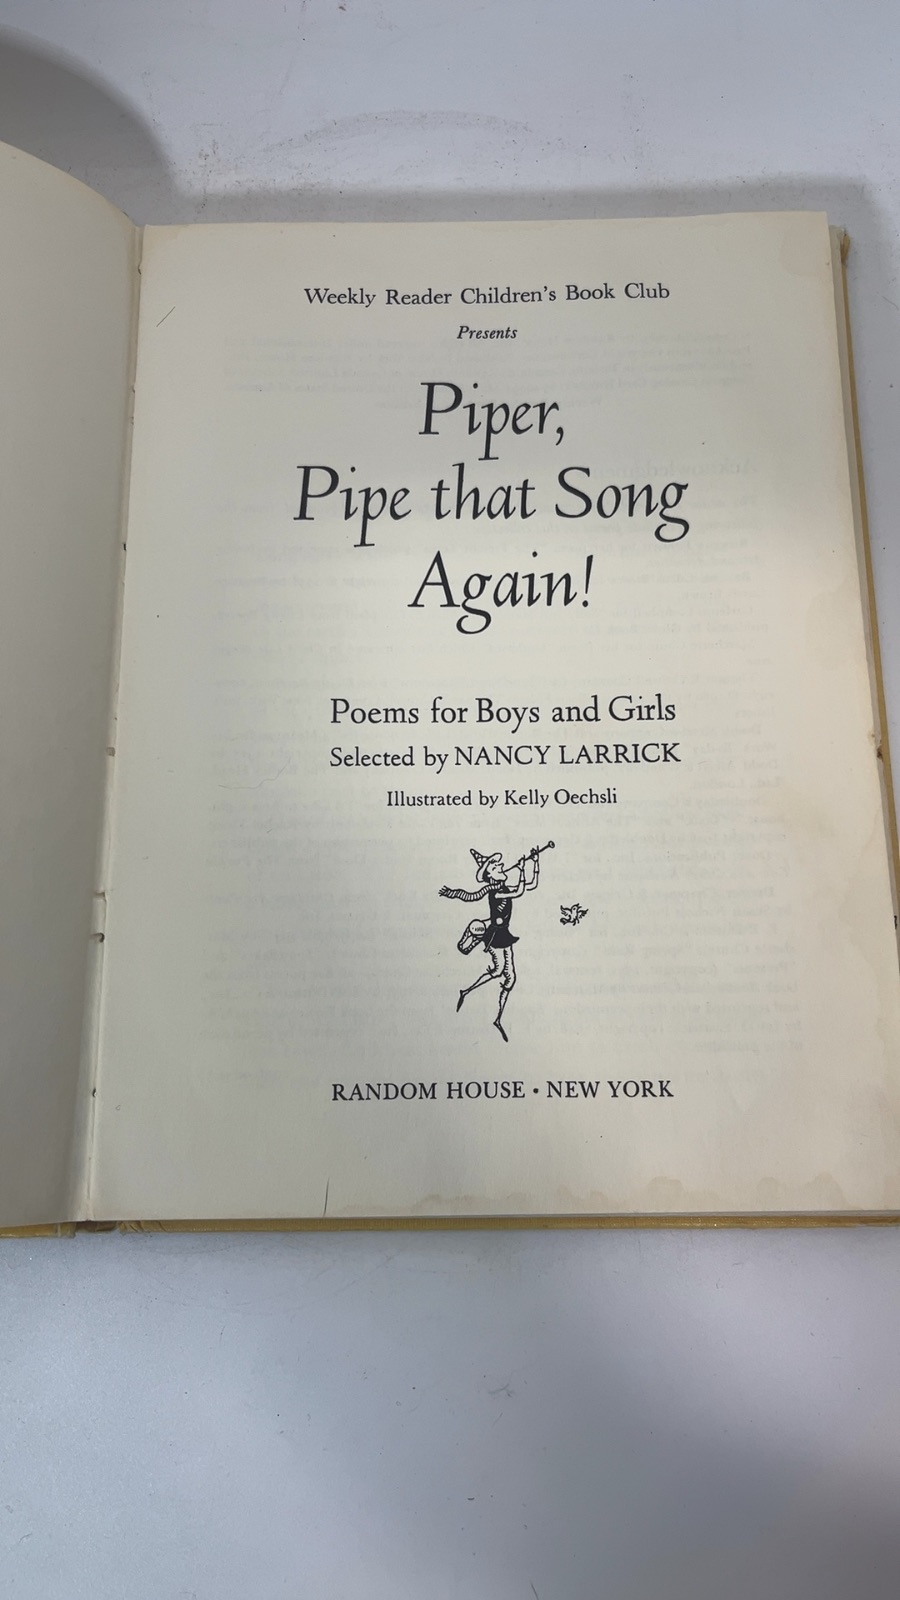 Weekly Reader Children's Book Club
Presents
Piper,
Pipe that Song
Again!
Poems for Boys and Girls
Selected by NANCY LARRICK
Illustrated by Kelly Oechsli
RANDOM HOUSE • NEW YORK